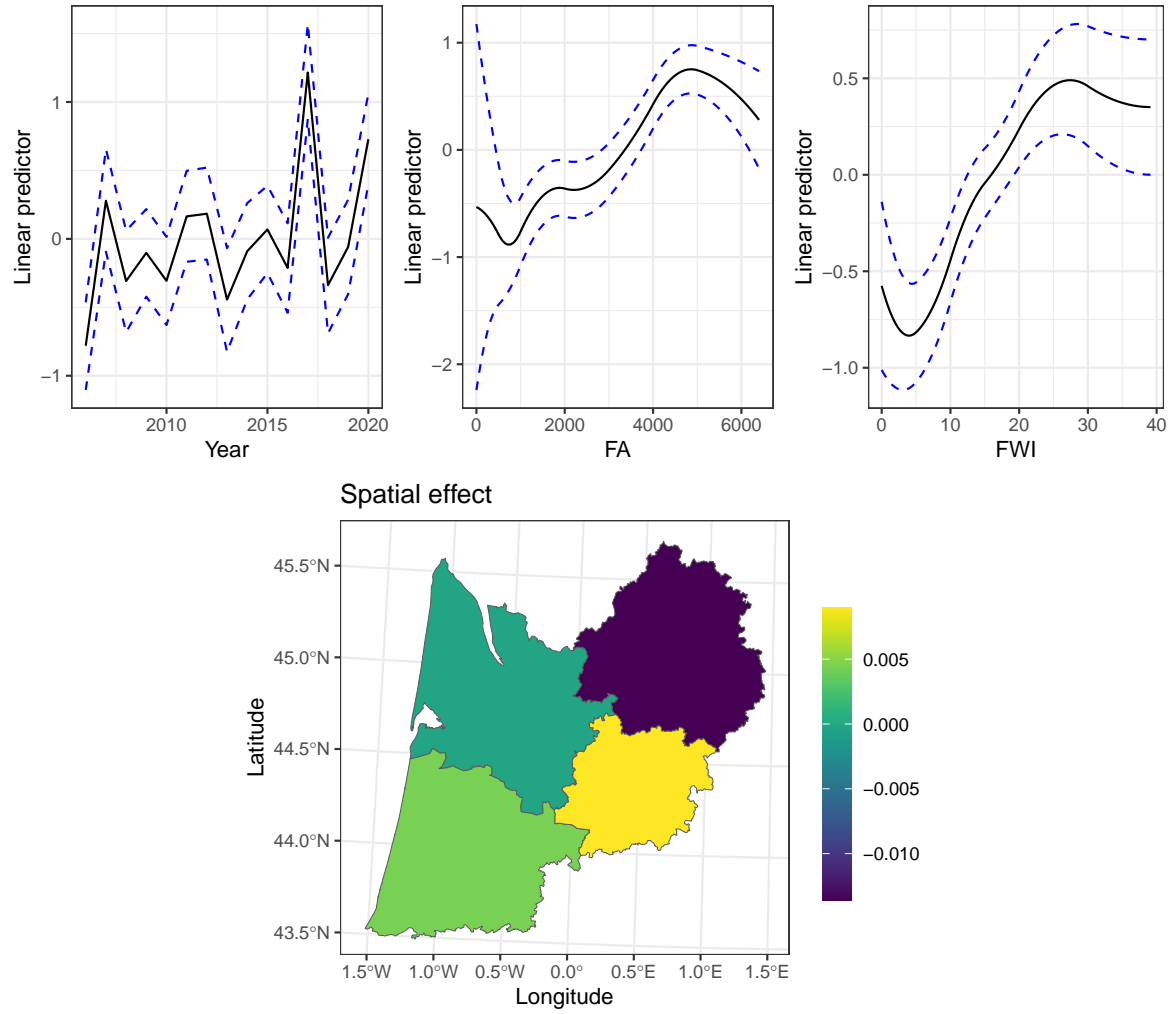 Linear predictor
1
0
−1
2010
2015
2020
Year
Linear predictor
1
0
−1
−2
0
2000
4000
6000
FA
Linear predictor
0.5
0.0
−0.5
−1.0
0
10
20
30
40
FWI
Spatial effect
Latitude
45.5°N
45.0°N
44.5°N
44.0°N
43.5°N
1.5°W
1.0°W
0.5°W
0.0°
0.5°E
1.0°E
1.5°E
Longitude
0.005
0.000
−0.005
−0.010